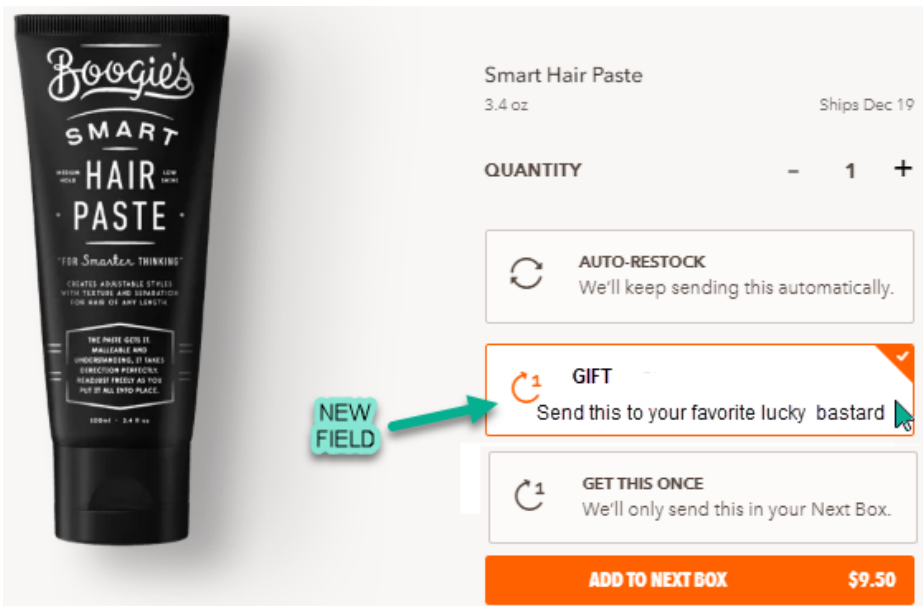 Boogie's
SMART
MEDIUM HOLD HAIR LOW SHINE
PASTE
"FOR Smarter THINKING"
CREATES ADJUSTABLE STYLES
WITH TEXTURE AND SEPARATION
FOR HAIR OF ANY LENGTH.
THE PASTE GETS IT.
MALLEABLE AND
UNDERSTANDING, IT TAKES
DIRECTION PERFECTLY.
READJUST FREELY AS YOU
PUT IT ALL INTO PLACE.
100ml · 3.4 fl oz
Smart Hair Paste
3.4 oz Ships Dec 19
QUANTITY - 1 +
AUTO-RESTOCK
We'll keep sending this automatically.
NEW
FIELD
1 GIFT
Send this to your favorite lucky bastard
1 GET THIS ONCE
We'll only send this in your Next Box.
ADD TO NEXT BOX $9.50